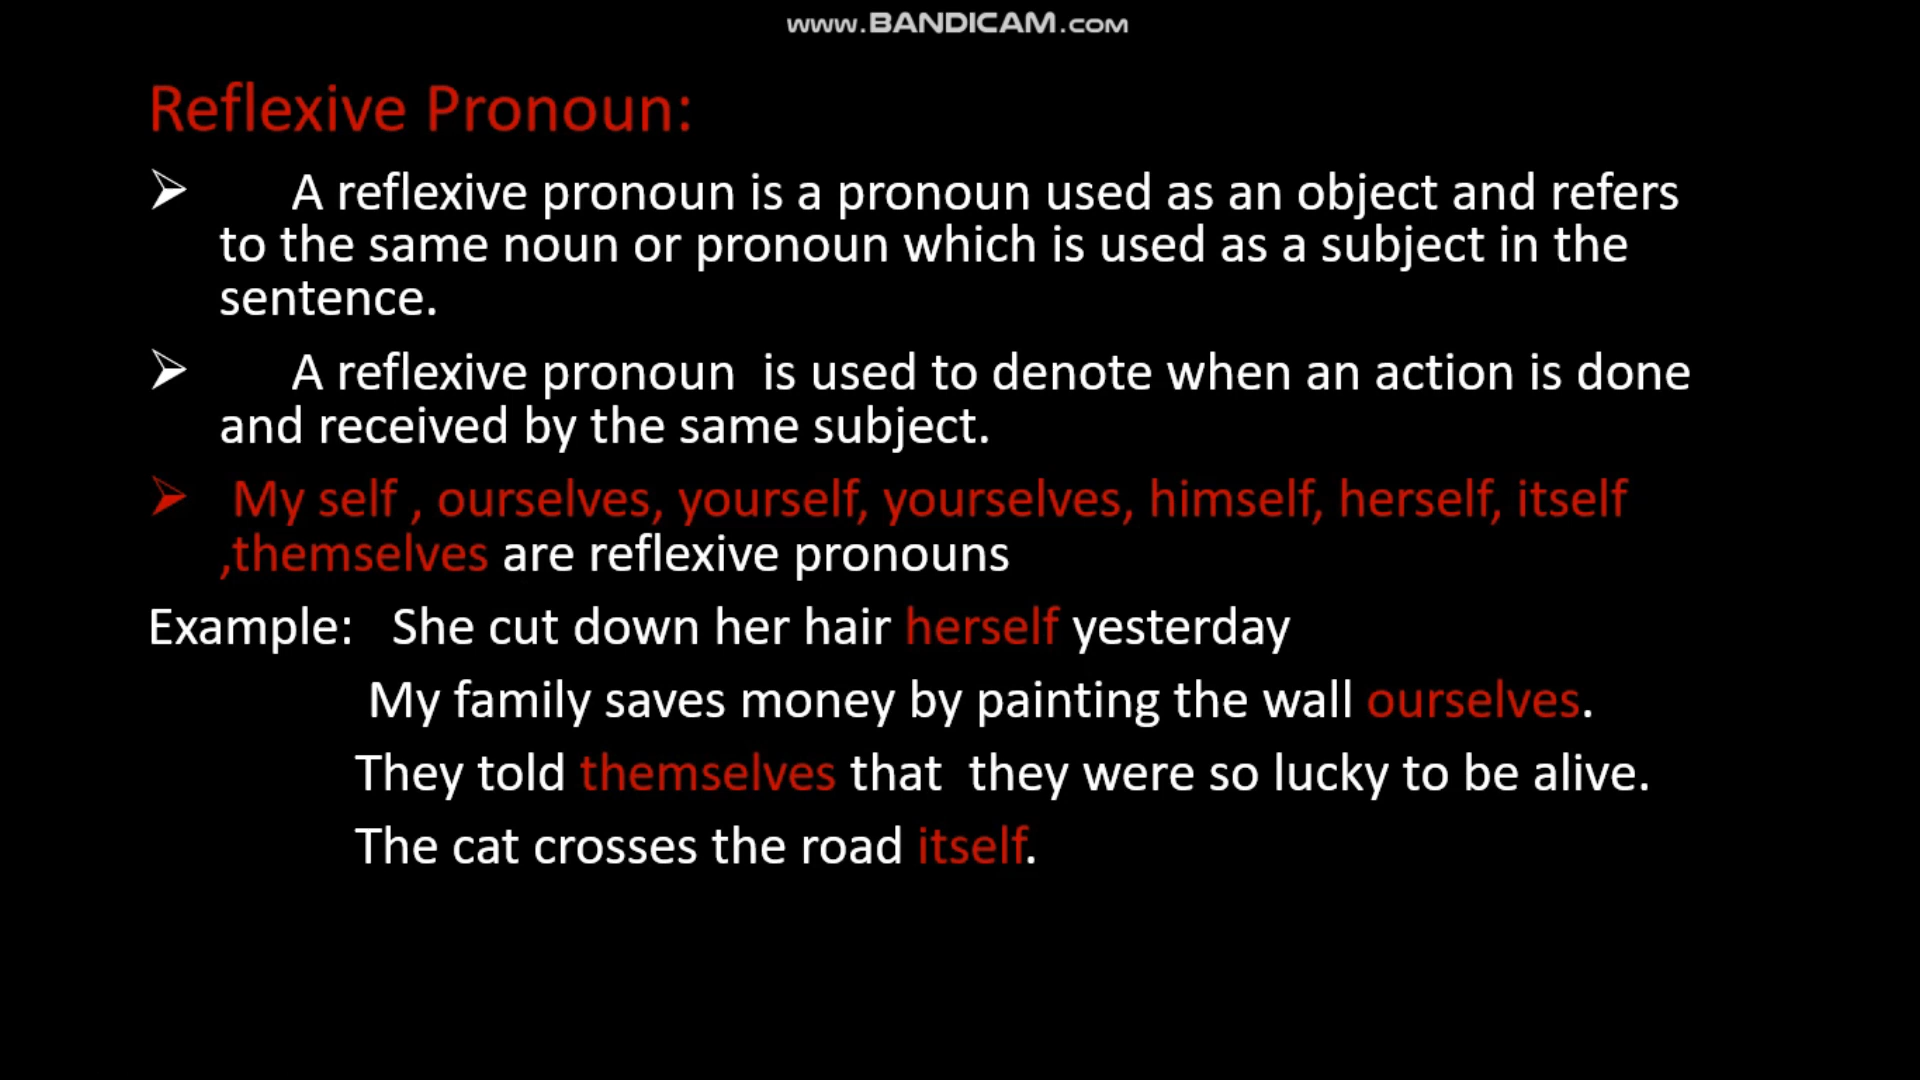 www.BANDICAM.com
Reflexive Pronoun:
➢ A reflexive pronoun is a pronoun used as an object and refers
to the same noun or pronoun which is used as a subject in the
sentence.
➢ A reflexive pronoun  is used to denote when an action is done
and received by the same subject.
➢ My self , ourselves, yourself, yourselves, himself, herself, itself
,themselves are reflexive pronouns
Example:   She cut down her hair herself yesterday
My family saves money by painting the wall ourselves.
They told themselves that  they were so lucky to be alive.
The cat crosses the road itself.